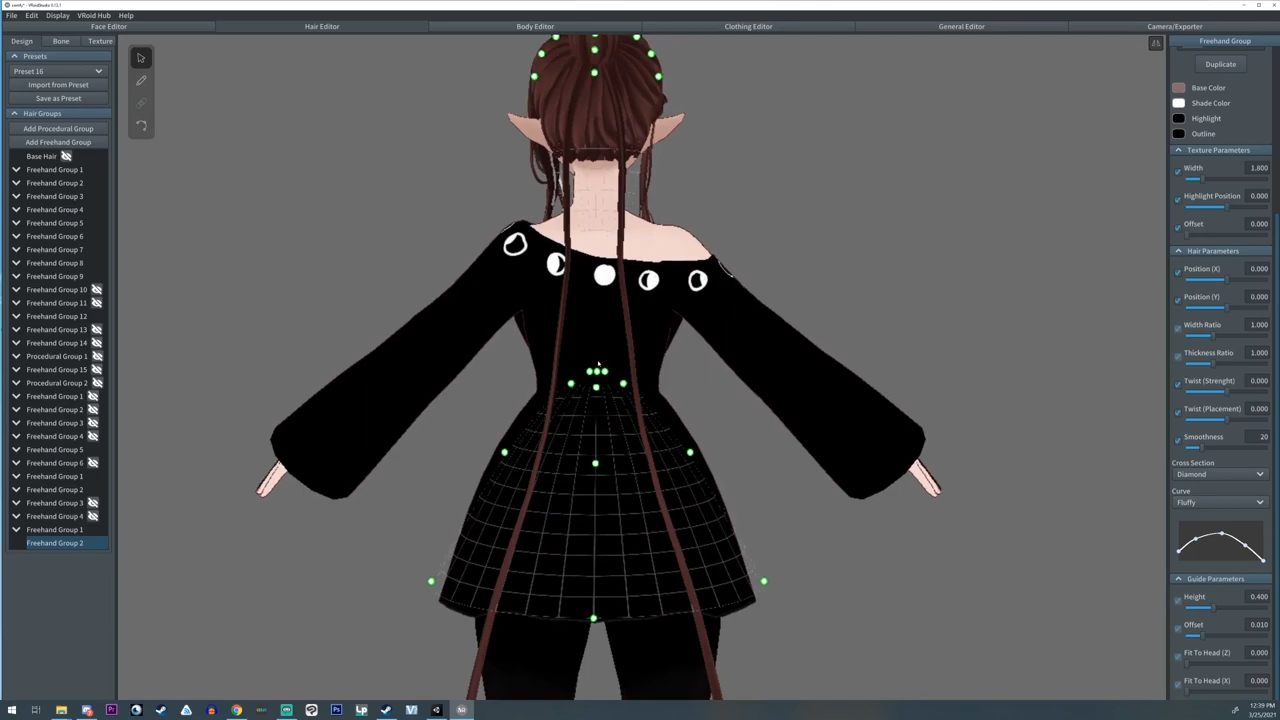 File Edit Display VRoid Hub Help
Face Editor Hair Editor Body Editor Clothing Editor General Editor Camera/Exporter
Design Bone Texture
Presets
Preset 16
Import from Preset
Save as Preset
Hair Groups
Add Procedural Group
Add Freehand Group
Base Hair
Freehand Group 1
Freehand Group 2
Freehand Group 3
Freehand Group 4
Freehand Group 5
Freehand Group 6
Freehand Group 7
Freehand Group 8
Freehand Group 9
Freehand Group 10
Freehand Group 11
Freehand Group 12
Freehand Group 13
Freehand Group 14
Procedural Group 1
Freehand Group 15
Procedural Group 2
Freehand Group 1
Freehand Group 2
Freehand Group 3
Freehand Group 4
Freehand Group 5
Freehand Group 6
Freehand Group 1
Freehand Group 2
Freehand Group 3
Freehand Group 4
Freehand Group 1
Freehand Group 2
Freehand Group
Duplicate
Base Color
Shade Color
Highlight
Outline
Texture Parameters
Width 1.800
Highlight Position 0.000
Offset 0.000
Hair Parameters
Position (X) 0.000
Position (Y) 0.000
Width Ratio 1.000
Thickness Ratio 1.000
Twist (Strenght) 0.000
Twist (Placement) 0.000
Smoothness 20
Cross Section
Diamond
Curve
Fluffy
Guide Parameters
Height 0.400
Offset 0.010
Fit To Head (Z) 0.000
Fit To Head (X) 0.000
12:39 PM
3/25/2021